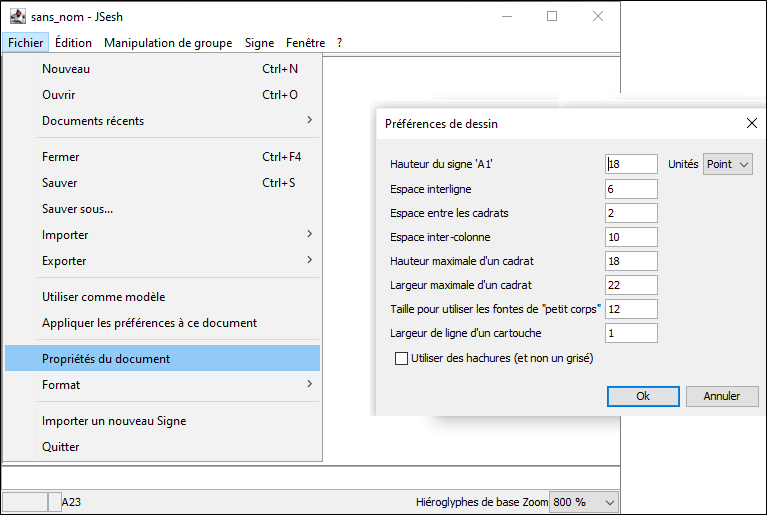 sans_nom - JSesh
Fichier Édition Manipulation de groupe Signe Fenêtre ?
Nouveau Ctrl+N
Ouvrir Ctrl+O
Documents récents
Fermer Ctrl+F4
Sauver Ctrl+S
Sauver sous...
Importer
Exporter
Utiliser comme modèle
Appliquer les préférences à ce document
Propriétés du document
Format
Importer un nouveau Signe
Quitter
Préférences de dessin
Hauteur du signe 'A1' 18 Unités Point
Espace interligne 6
Espace entre les cadrats 2
Espace inter-colonne 10
Hauteur maximale d'un cadrat 18
Largeur maximale d'un cadrat 22
Taille pour utiliser les fontes de "petit corps" 12
Largeur de ligne d'un cartouche 1
Utiliser des hachures (et non un grisé)
Ok Annuler
A23 Hiéroglyphes de base Zoom 800 %